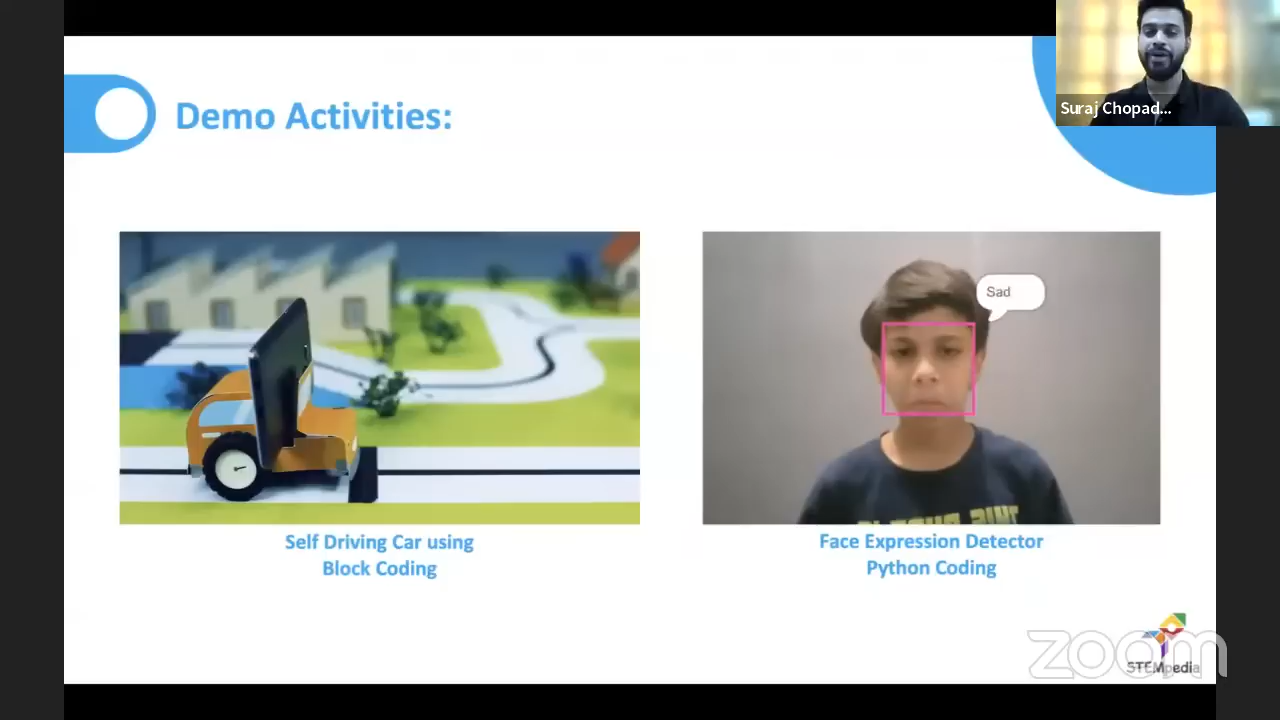 Suraj Chopad...
Demo Activities:
Sad
Self Driving Car using
Block Coding
Face Expression Detector
Python Coding
zoom
STEMpedia